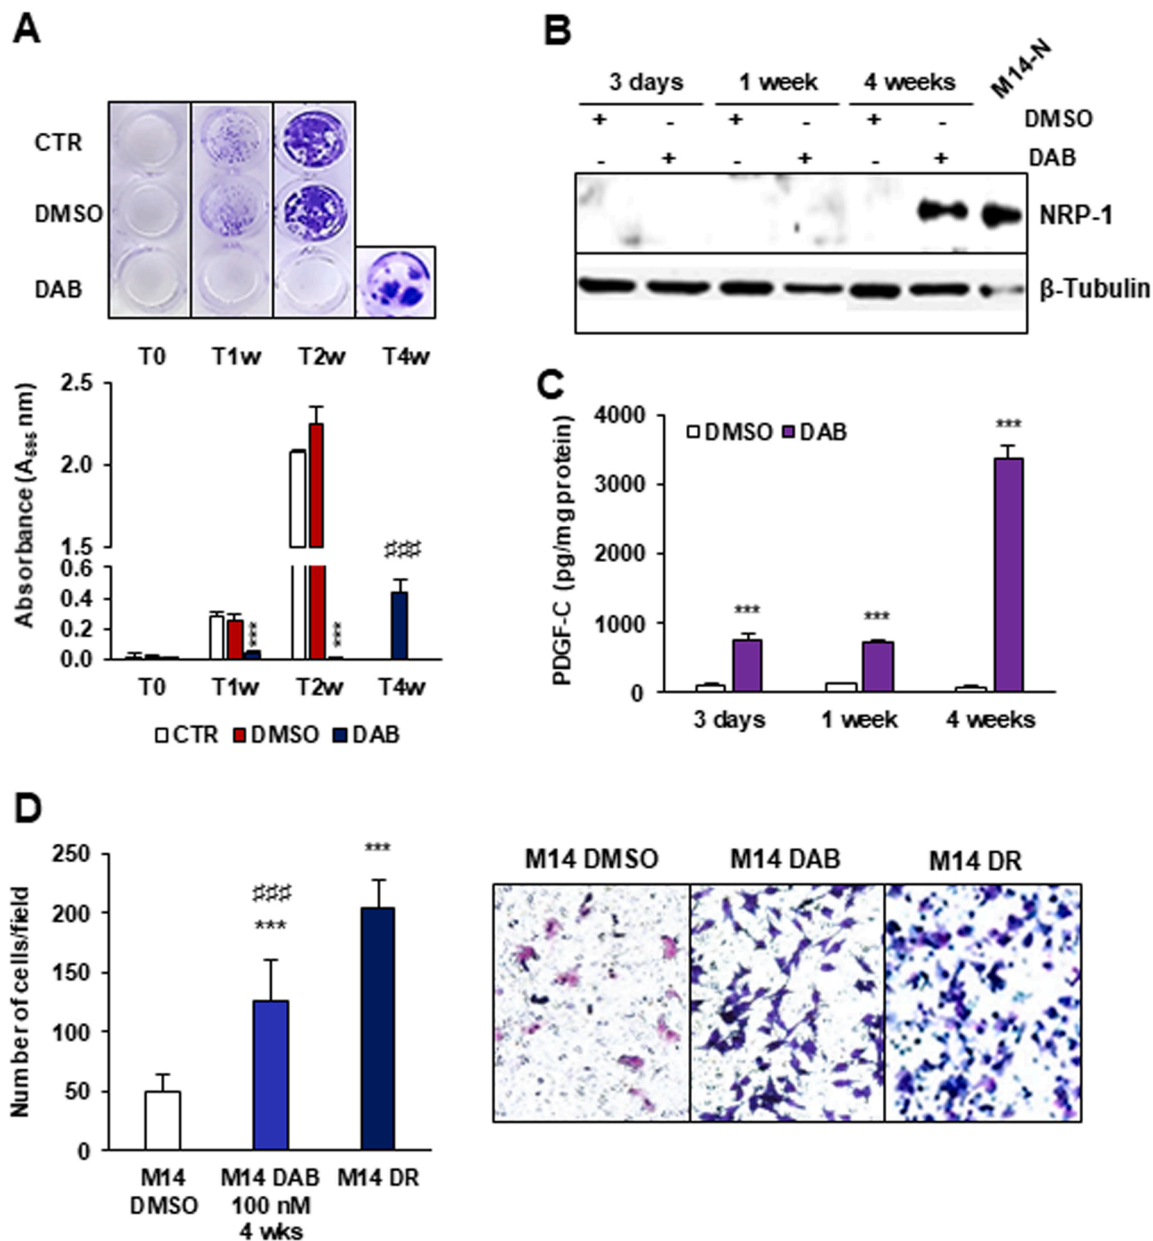 A
CTR
DMSO
DAB
T0 T1w T2w T4w
Absorbance (A595 nm)
2.5
2.0
1.5
0.6
0.4
0.2
0.0
***
***
♯♯♯
T0 T1w T2w T4w
CTR DMSO DAB
B
3 days 1 week 4 weeks M14-N
+ - + - + - DMSO
- + - + - + DAB
NRP-1
β-Tubulin
C
PDGF-C (pg/mg protein)
4000
3000
2000
1000
0
DMSO DAB
***
***
***
3 days 1 week 4 weeks
D
Number of cells/field
250
200
150
100
50
0
♯♯♯
***
***
M14 DMSO
M14 DAB 100 nM 4 wks
M14 DR
M14 DMSO M14 DAB M14 DR